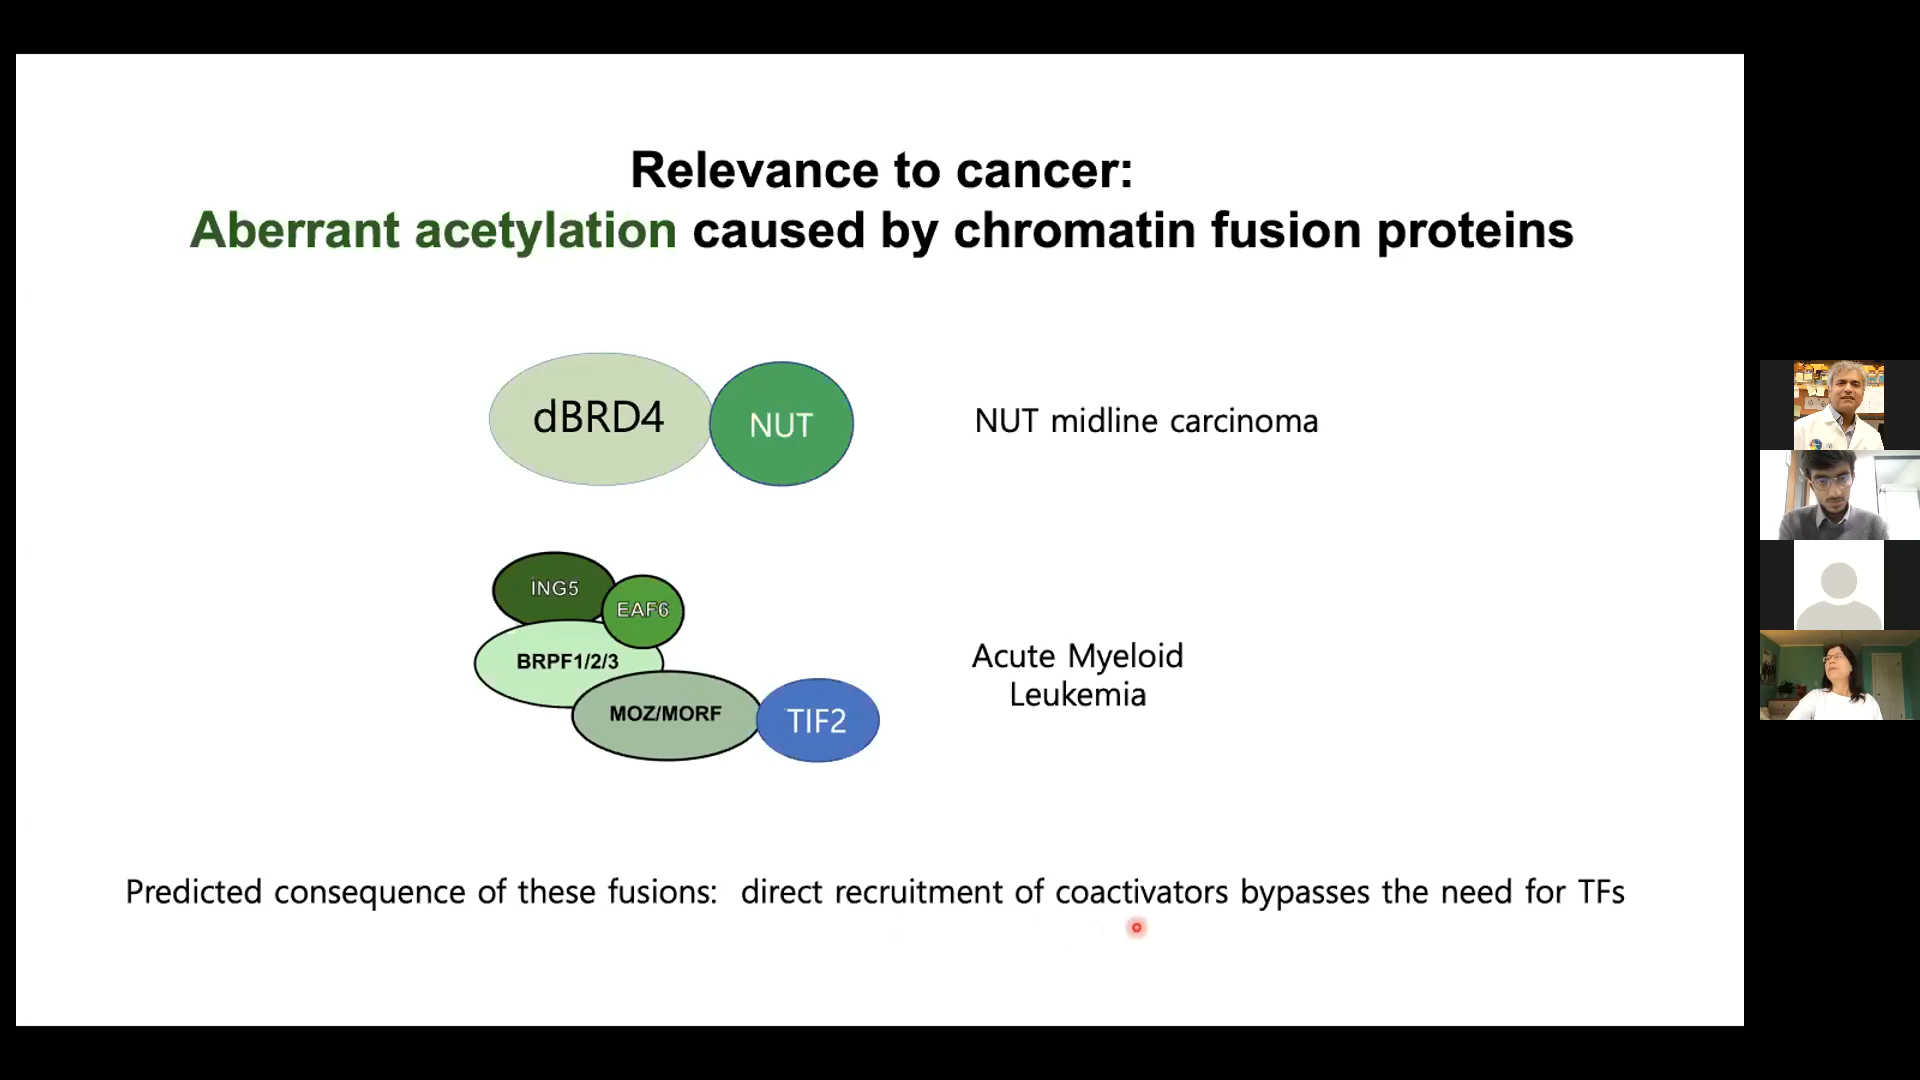 Relevance to cancer:
Aberrant acetylation caused by chromatin fusion proteins
dBRD4
NUT
NUT midline carcinoma
ING5
EAF6
BRPF1/2/3
MOZ/MORF
TIF2
Acute Myeloid
Leukemia
Predicted consequence of these fusions: direct recruitment of coactivators bypasses the need for TFs